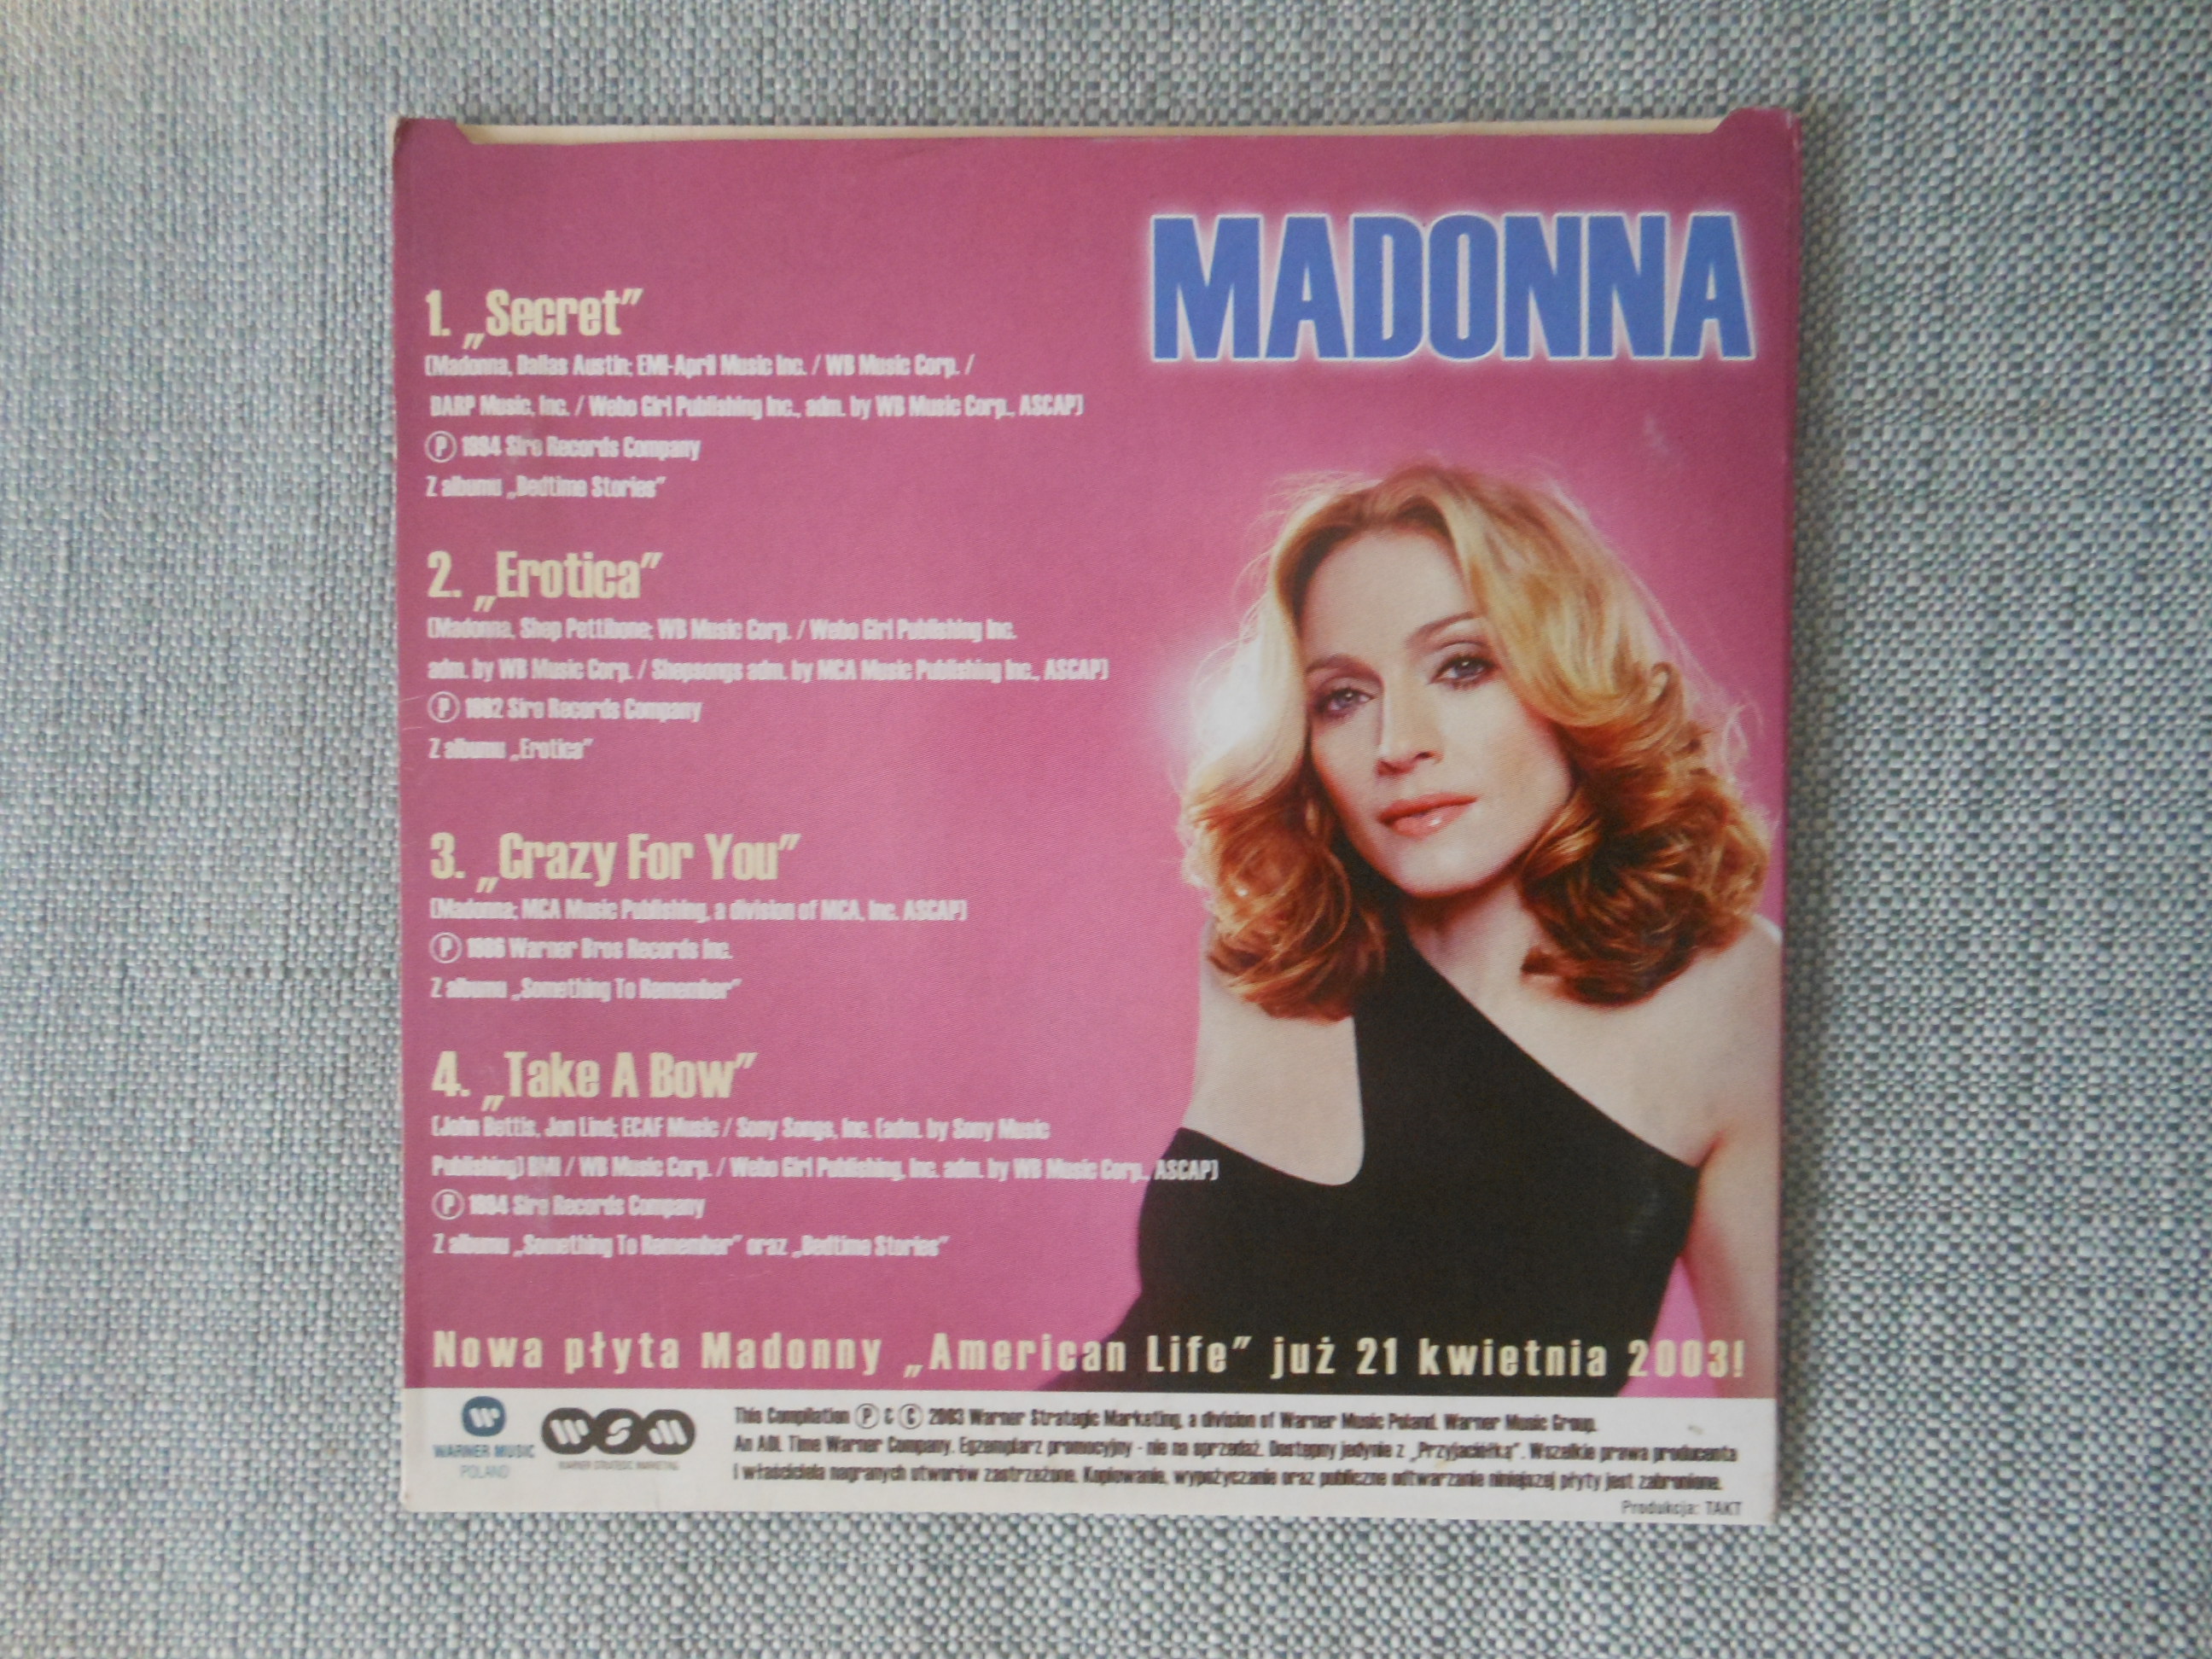 MADONNA
1. „Secret”
(Madonna, Dallas Austin; EMI-April Music Inc. / WB Music Corp. /
DARP Music, Inc. / Webo Girl Publishing Inc., adm. by WB Music Corp., ASCAP)
Ⓟ 1994 Sire Records Company
Z albumu „Bedtime Stories”
2. „Erotica”
(Madonna, Shep Pettibone; WB Music Corp. / Webo Girl Publishing Inc.
adm. by WB Music Corp. / Shepsongs adm. by MCA Music Publishing Inc., ASCAP)
Ⓟ 1992 Sire Records Company
Z albumu „Erotica”
3. „Crazy For You”
(Madonna; MCA Music Publishing, a division of MCA, Inc. ASCAP)
Ⓟ Warner Bros Records Inc.
Z albumu „Something To Remember”
4. „Take A Bow”
(John Bettis, Jon Lind; ECAF Music / Sony Songs, Inc. (adm. by Sony Music
Publishing) BMI / WB Music Corp. / Webo Girl Publishing, Inc. adm. by WB Music Corp., ASCAP)
Ⓟ 1994 Sire Records Company
Z albumu „Something To Remember” oraz „Bedtime Stories”
Nowa płyta Madonny „American Life” już 21 kwietnia 2003!
WARNER MUSIC
POLAND
WSM
WARNER STRATEGIC MARKETING
This Compilation Ⓟ & © 2003 Warner Strategic Marketing, a division of Warner Music Poland. Warner Music Group.
An AOL Time Warner Company. Egzemplarz promocyjny - nie na sprzedaż. Dostępny jedynie z „Przyjaciółką”. Wszelkie prawa producenta
i właściciela nagranych utworów zastrzeżone. Kopiowanie, wypożyczanie oraz publiczne odtwarzanie niniejszej płyty jest zabronione.
Produkcja: TAKT